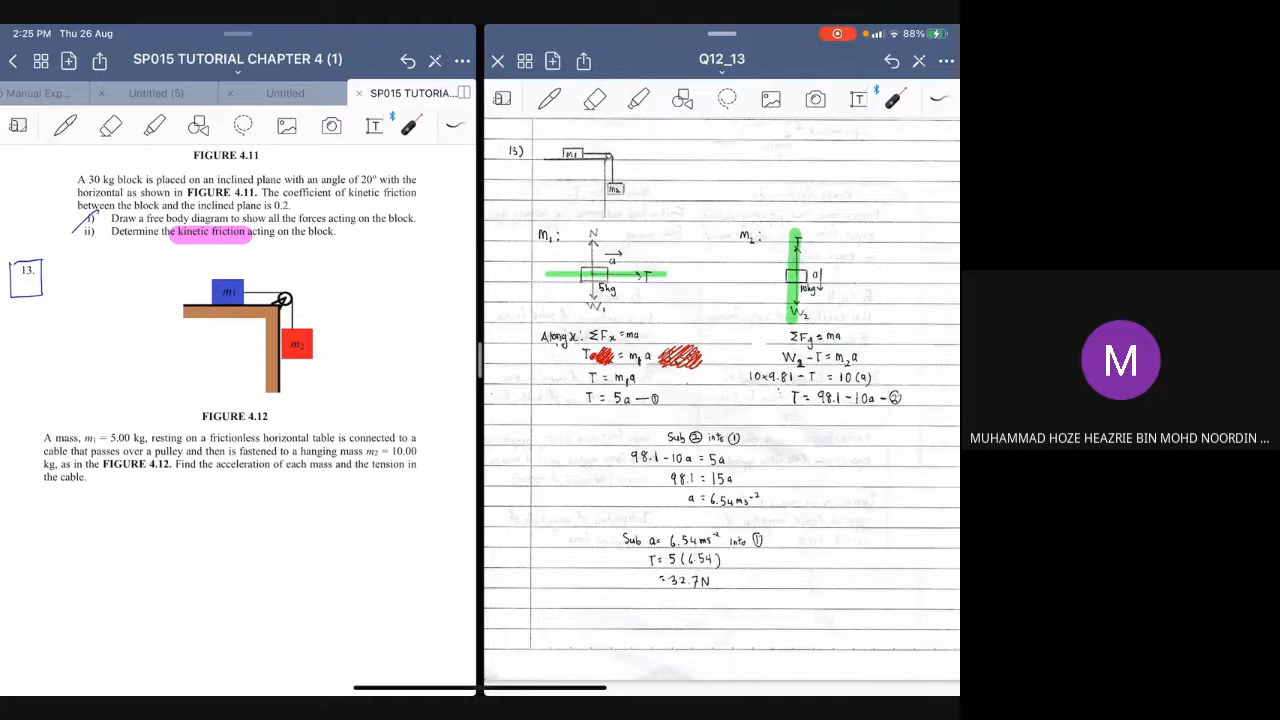 2:25 PM Thu 26 Aug
SP015 TUTORIAL CHAPTER 4 (1)
Manual Exp...
Untitled (5)
Untitled
SP015 TUTORIA...
FIGURE 4.11
A 30 kg block is placed on an inclined plane with an angle of 20° with the
horizontal as shown in FIGURE 4.11. The coefficient of kinetic friction
between the block and the inclined plane is 0.2.
i) Draw a free body diagram to show all the forces acting on the block.
ii) Determine the kinetic friction acting on the block.
13.
m₁
m₂
FIGURE 4.12
A mass, m₁ = 5.00 kg, resting on a frictionless horizontal table is connected to a
cable that passes over a pulley and then is fastened to a hanging mass m₂ = 10.00
kg, as in the FIGURE 4.12. Find the acceleration of each mass and the tension in
the cable.
88%
Q12_13
13)
m₁
m₂
m₁:
N
a
T
5kg
W₁
m₂:
T
a
10kg
W₂
Along x: ΣFx = ma
T = m₁a
T = m₁a
T = 5a —①
ΣFy = ma
W₂ - T = m₂a
10×9.81 - T = 10(a)
T = 98.1 - 10a -②
Sub ② into ①
98.1 - 10a = 5a
98.1 = 15a
a = 6.54 ms⁻²
Sub a = 6.54 ms⁻² into ①
T = 5(6.54)
= 32.7 N
M
MUHAMMAD HOZE HEAZRIE BIN MOHD NOORDIN ...